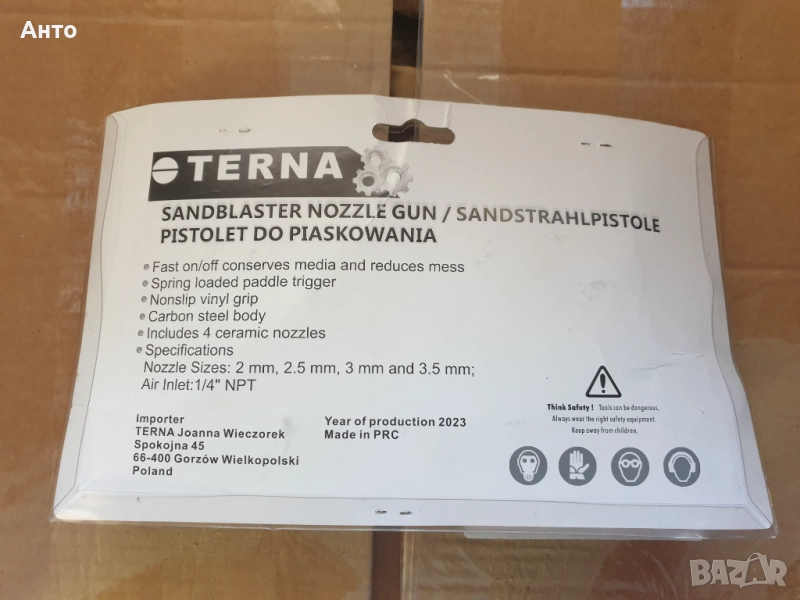 Анто
TERNA
SANDBLASTER NOZZLE GUN / SANDSTRAHLPISTOLE
PISTOLET DO PIASKOWANIA
Fast on/off conserves media and reduces mess
Spring loaded paddle trigger
Nonslip vinyl grip
Carbon steel body
Includes 4 ceramic nozzles
Specifications
Nozzle Sizes: 2 mm, 2.5 mm, 3 mm and 3.5 mm;
Air Inlet:1/4" NPT
Importer
TERNA Joanna Wieczorek
Spokojna 45
66-400 Gorzów Wielkopolski
Poland
Year of production 2023
Made in PRC
Think Safety ! Tools can be dangerous,
Always wear the right safety equipment.
Keep away from children.
BAZAR